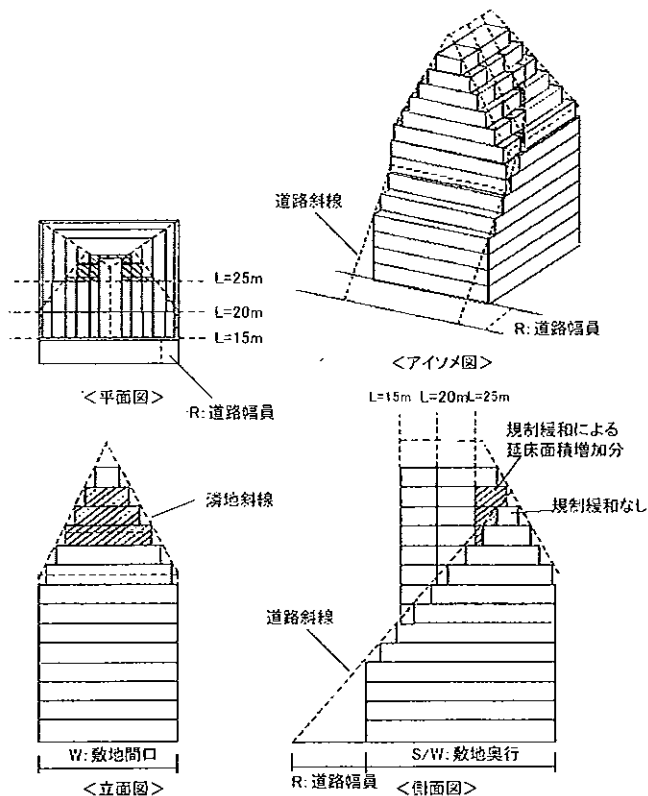 道路斜線
R:道路幅員
<アイソメ図>
L=25m
L=20m
L=15m
<平面図>
R:道路幅員
L=15m L=20m L=25m
規制緩和による
延床面積増加分
規制緩和なし
隣地斜線
道路斜線
W:敷地間口
<立面図>
S/W:敷地奥行
R:道路幅員
<側面図>